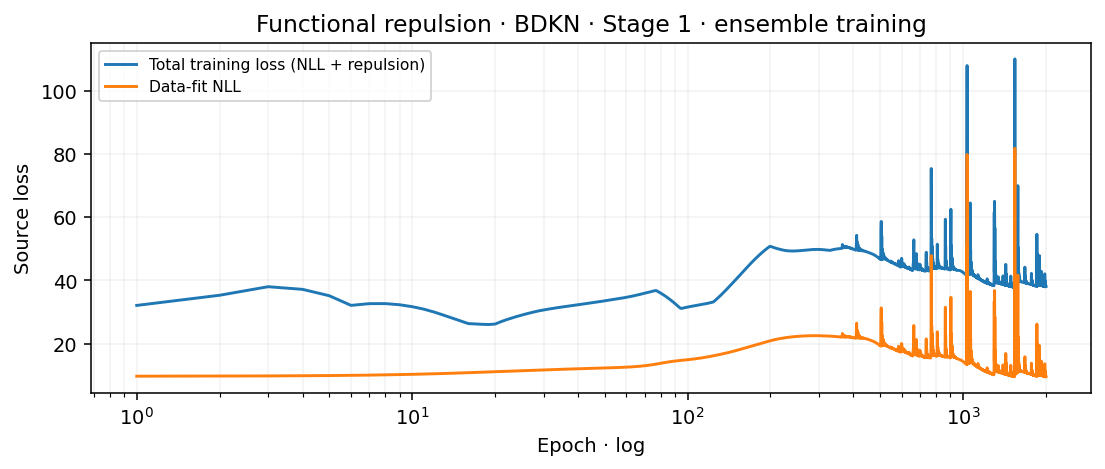 Functional repulsion · BDKN · Stage 1 · ensemble training
Total training loss (NLL + repulsion)
Data-fit NLL
Source loss
100
80
60
40
20
10⁰
10¹
10²
10³
Epoch · log